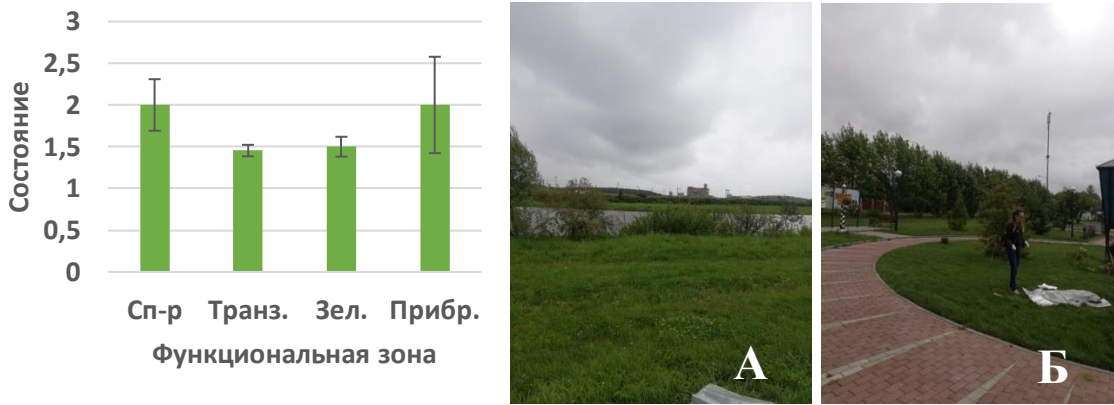 3
2,5
2
1,5
1
0,5
0
Состояние
Сп-р Транз. Зел. Прибр.
Функциональная зона
А
Б